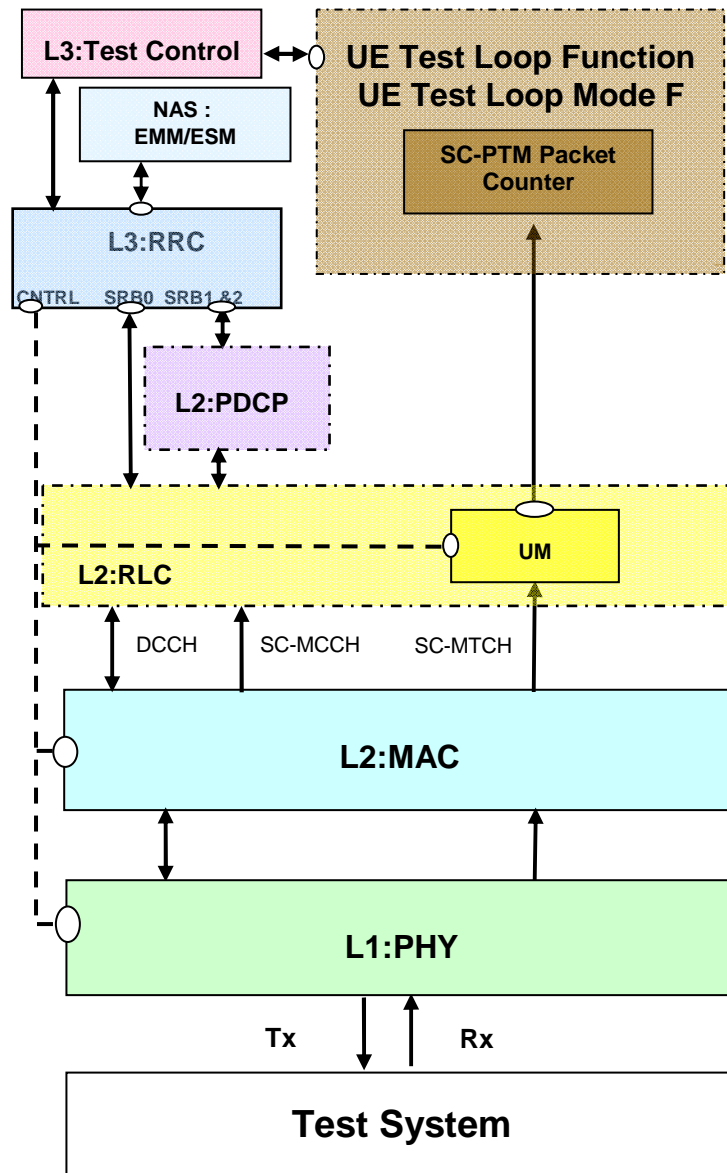 L3:Test Control
UE Test Loop Function
UE Test Loop Mode F
NAS :
EMM/ESM
SC-PTM Packet
Counter
L3:RRC
CNTRL SRB0 SRB1 &2
L2:PDCP
UM
L2:RLC
DCCH SC-MCCH SC-MTCH
L2:MAC
L1:PHY
Tx Rx
Test System